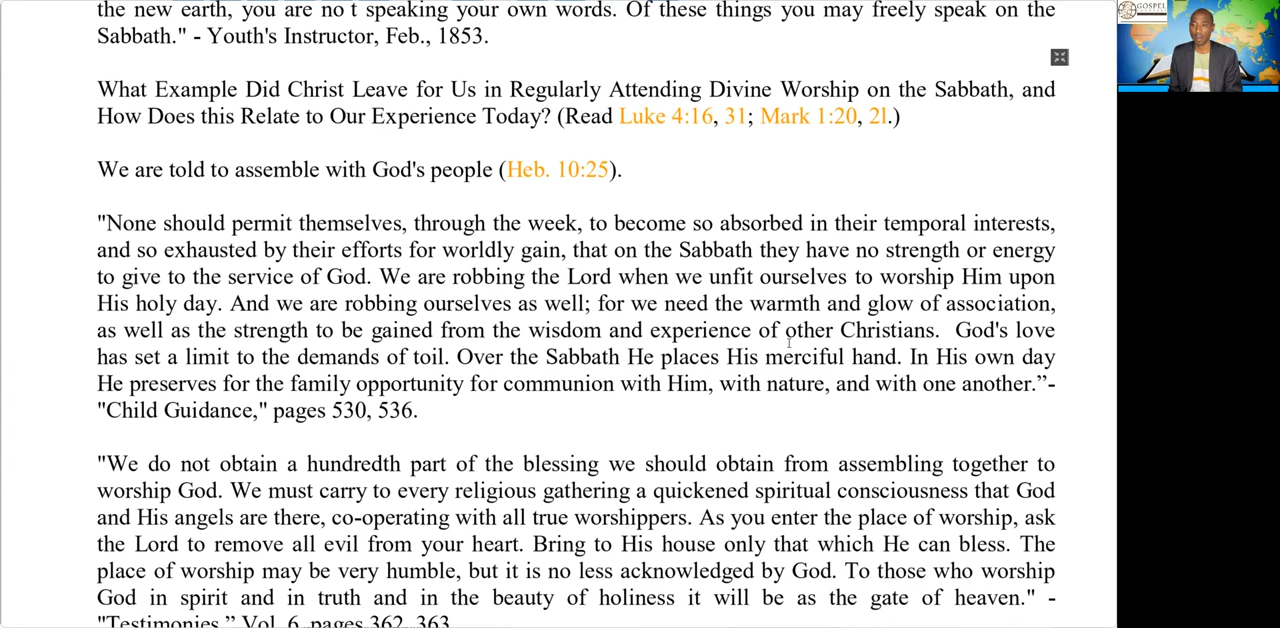 the new earth, you are no t speaking your own words. Of these things you may freely speak on the
Sabbath." - Youth's Instructor, Feb., 1853.
What Example Did Christ Leave for Us in Regularly Attending Divine Worship on the Sabbath, and
How Does this Relate to Our Experience Today? (Read Luke 4:16, 31; Mark 1:20, 2l.)
We are told to assemble with God's people (Heb. 10:25).
"None should permit themselves, through the week, to become so absorbed in their temporal interests,
and so exhausted by their efforts for worldly gain, that on the Sabbath they have no strength or energy
to give to the service of God. We are robbing the Lord when we unfit ourselves to worship Him upon
His holy day. And we are robbing ourselves as well; for we need the warmth and glow of association,
as well as the strength to be gained from the wisdom and experience of other Christians. God's love
has set a limit to the demands of toil. Over the Sabbath He places His merciful hand. In His own day
He preserves for the family opportunity for communion with Him, with nature, and with one another.”-
"Child Guidance," pages 530, 536.
"We do not obtain a hundredth part of the blessing we should obtain from assembling together to
worship God. We must carry to every religious gathering a quickened spiritual consciousness that God
and His angels are there, co-operating with all true worshippers. As you enter the place of worship, ask
the Lord to remove all evil from your heart. Bring to His house only that which He can bless. The
place of worship may be very humble, but it is no less acknowledged by God. To those who worship
God in spirit and in truth and in the beauty of holiness it will be as the gate of heaven." -
"Testimonies," Vol. 6, pages 362, 363.
GOSPEL